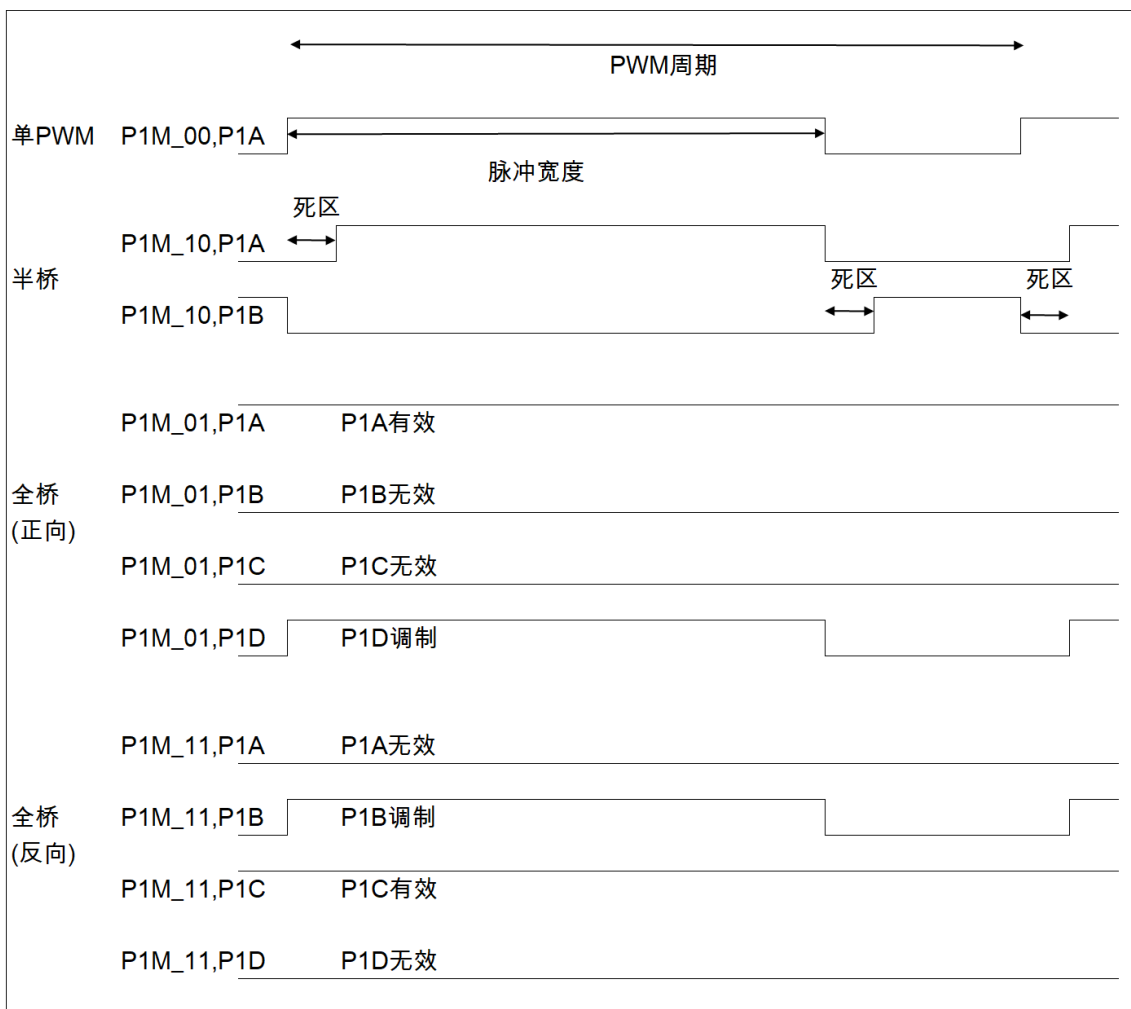 PWM周期
单PWM P1M_00,P1A
脉冲宽度
死区
P1M_10,P1A
半桥
死区 死区
P1M_10,P1B
P1M_01,P1A P1A有效
全桥 P1M_01,P1B P1B无效
(正向)
P1M_01,P1C P1C无效
P1M_01,P1D P1D调制
P1M_11,P1A P1A无效
全桥 P1M_11,P1B P1B调制
(反向)
P1M_11,P1C P1C有效
P1M_11,P1D P1D无效